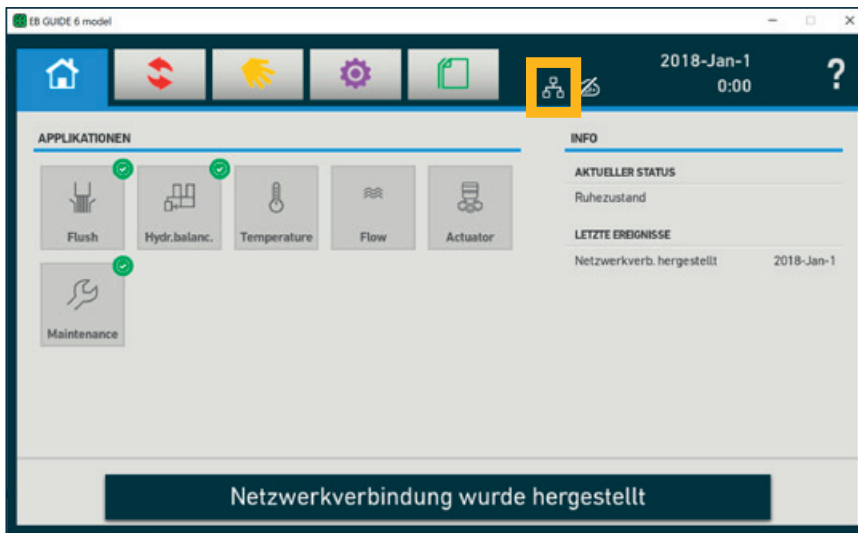 EB GUIDE 6 model
2018-Jan-1
0:00
?
APPLIKATIONEN
Flush
Hydr.balanc.
Temperature
Flow
Actuator
Maintenance
INFO
AKTUELLER STATUS
Ruhezustand
LETZTE EREIGNISSE
Netzwerkverb. hergestellt 2018-Jan-1
Netzwerkverbindung wurde hergestellt